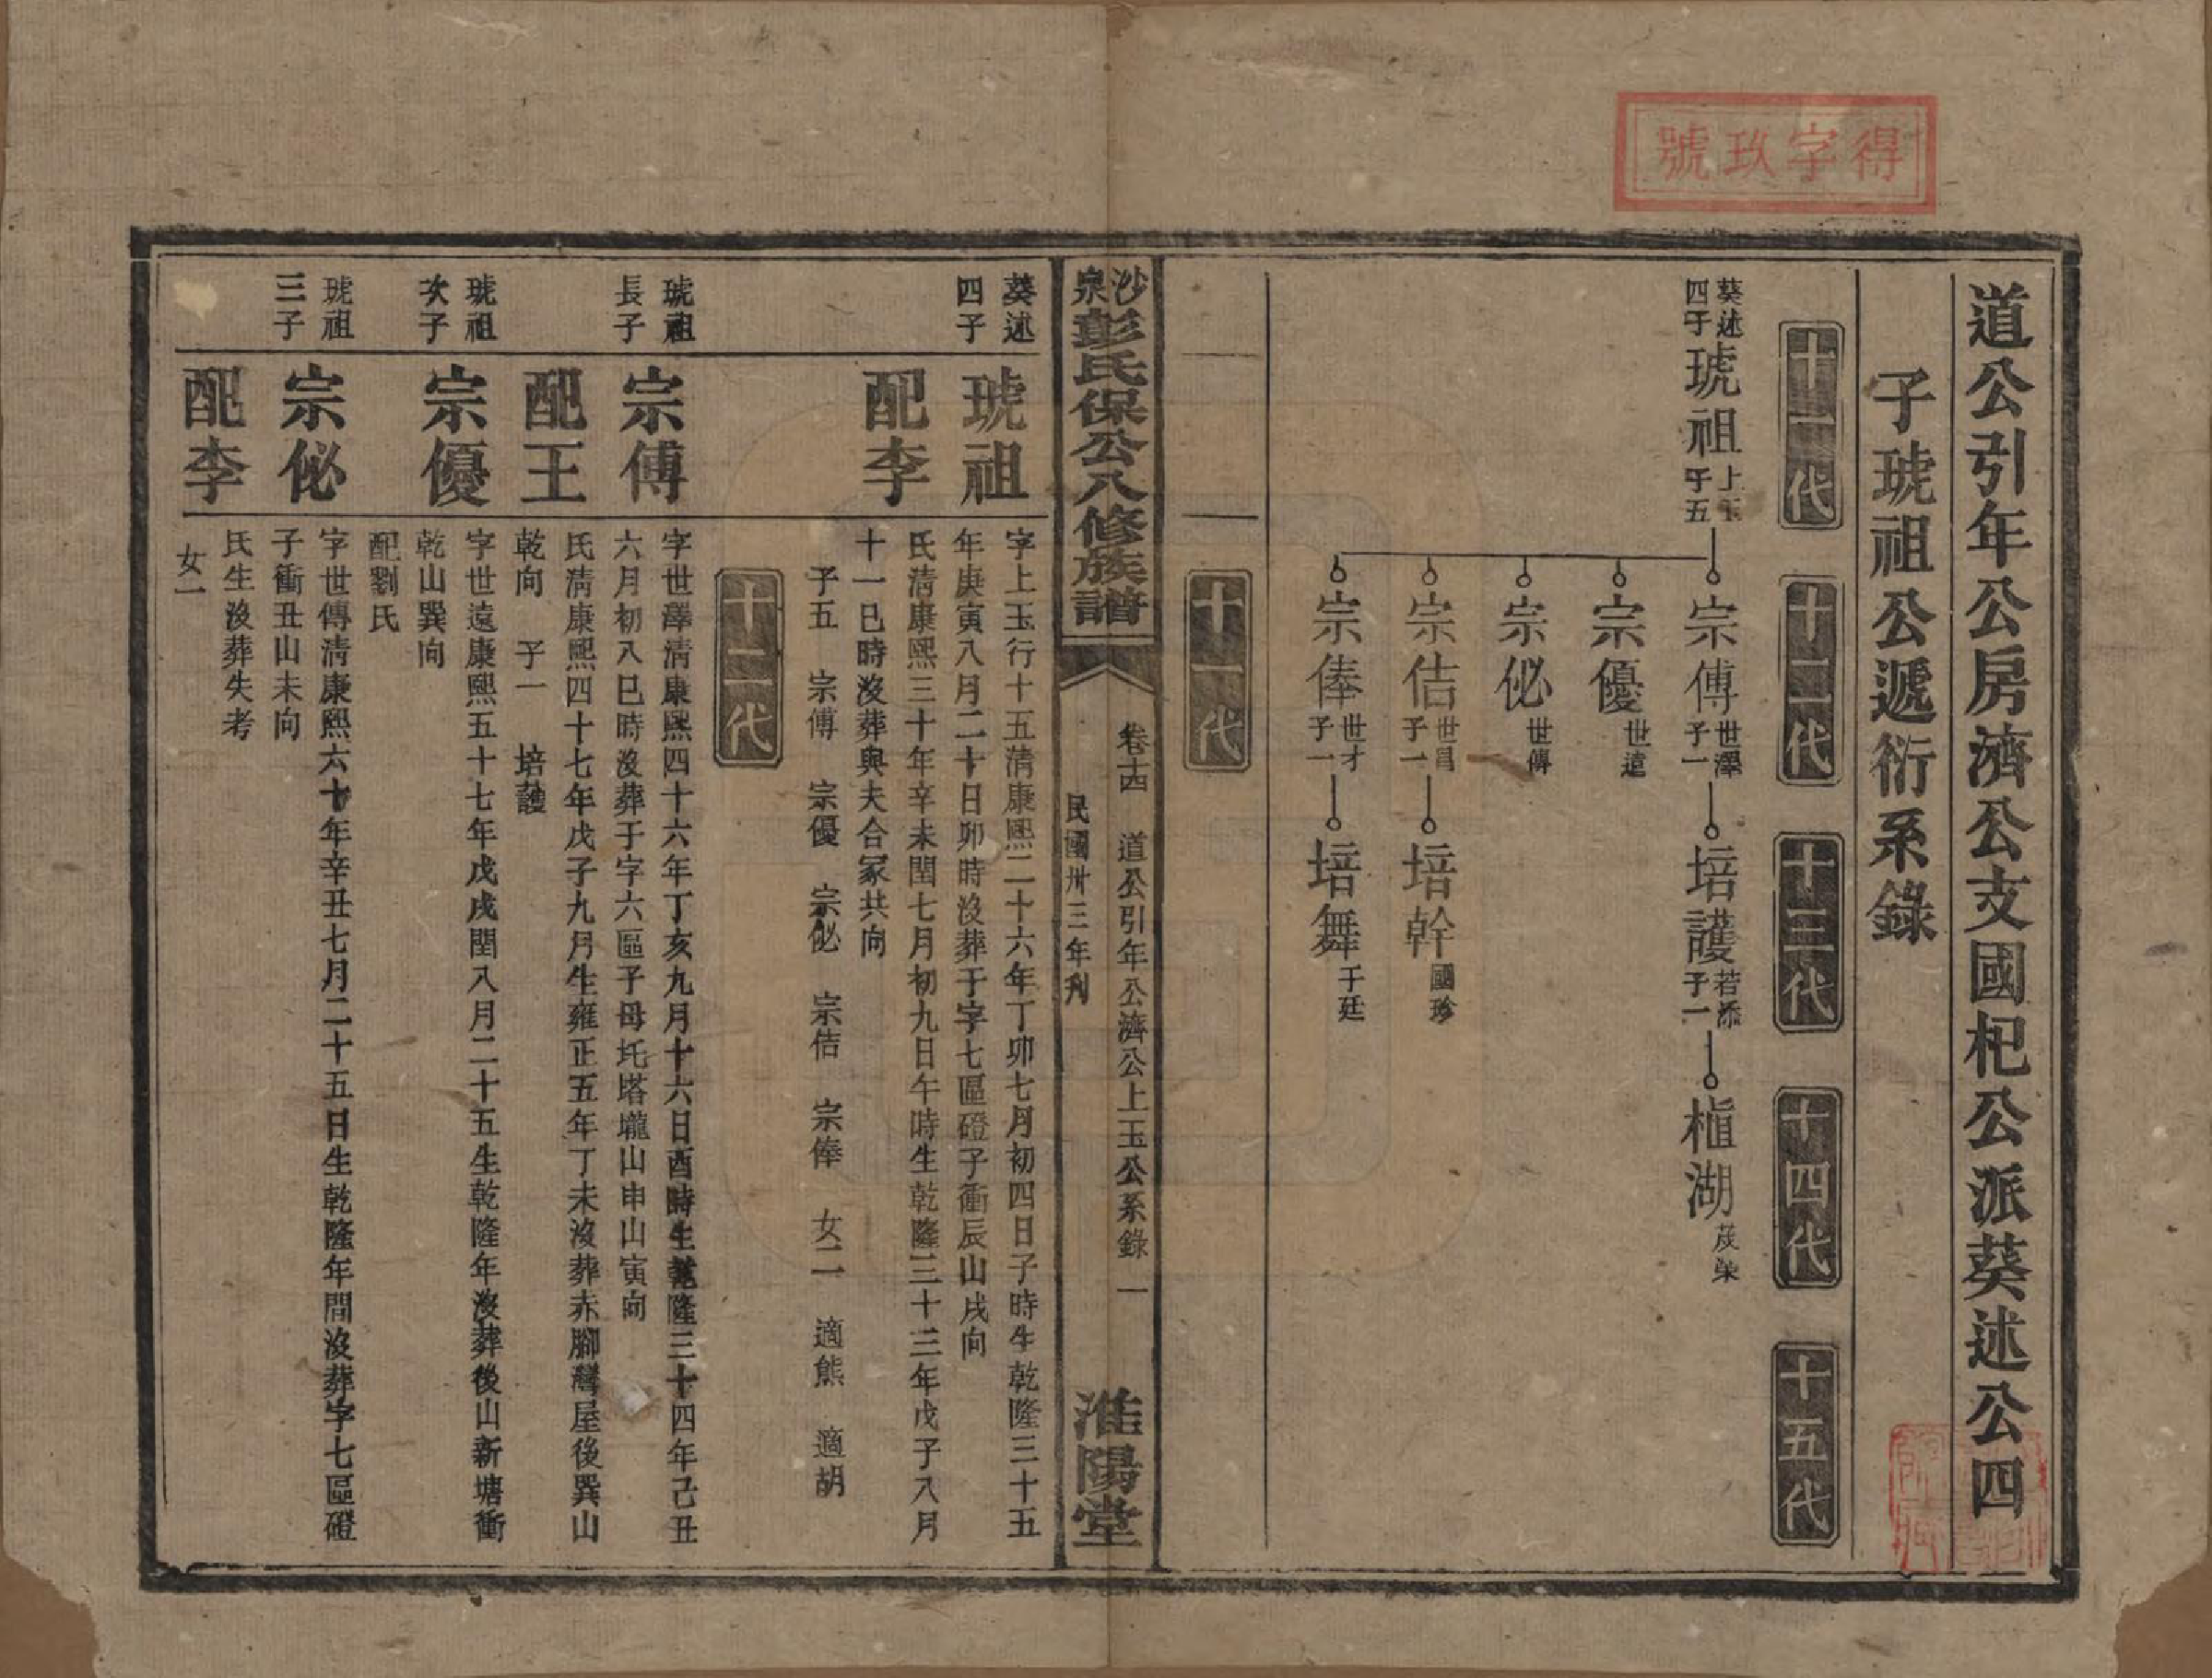 得字玖號
道公引年公房濟公支國杞公派葵述公四
子琥祖公遞衍系錄
十一代
十二代
十三代
十四代
十五代
葵述
四子
琥祖
上玉
子五
宗傅
世澤
子一
培護
若添
子一
植湖
茂榮
宗優
世遠
宗佖
世傳
宗佶
世昌
子一
培幹
國珍
宗俸
世才
子一
培舞
于廷
十一代
沙泉彭氏保公八修族譜
卷十四 道公引年公濟公上玉公系錄 一
民國卅三年刋
淮陽堂
葵述
四子
琥祖
字上玉行十五清康熙二十六年丁卯七月初四日子時生乾隆三十五
年庚寅八月二十日卯時沒葬于字七區磴子衝辰山戌向
配李
氏清康熙三十年辛未閏七月初九日午時生乾隆三十三年戊子八月
十一巳時沒葬與夫合冢共向
子五 宗傅 宗優 宗佖 宗佶 宗俸 女二 適熊 適胡
十二代
琥祖
長子
宗傅
字世澤清康熙四十六年丁亥九月十六日酉時生乾隆三十四年己丑
六月初八巳時沒葬于字六區子母圫塔壠山申山寅向
配王
氏清康熙四十七年戊子九月生雍正五年丁未沒葬赤腳灣屋後巽山
乾向 子一 培護
琥祖
次子
宗優
字世遠康熙五十七年戊戌閏八月二十五生乾隆年沒葬後山新塘衝
乾山巽向
配劉氏
琥祖
三子
宗佖
字世傳清康熙六十年辛丑七月二十五日生乾隆年間沒葬字七區磴
子衝丑山未向
配李
氏生沒葬失考
女一